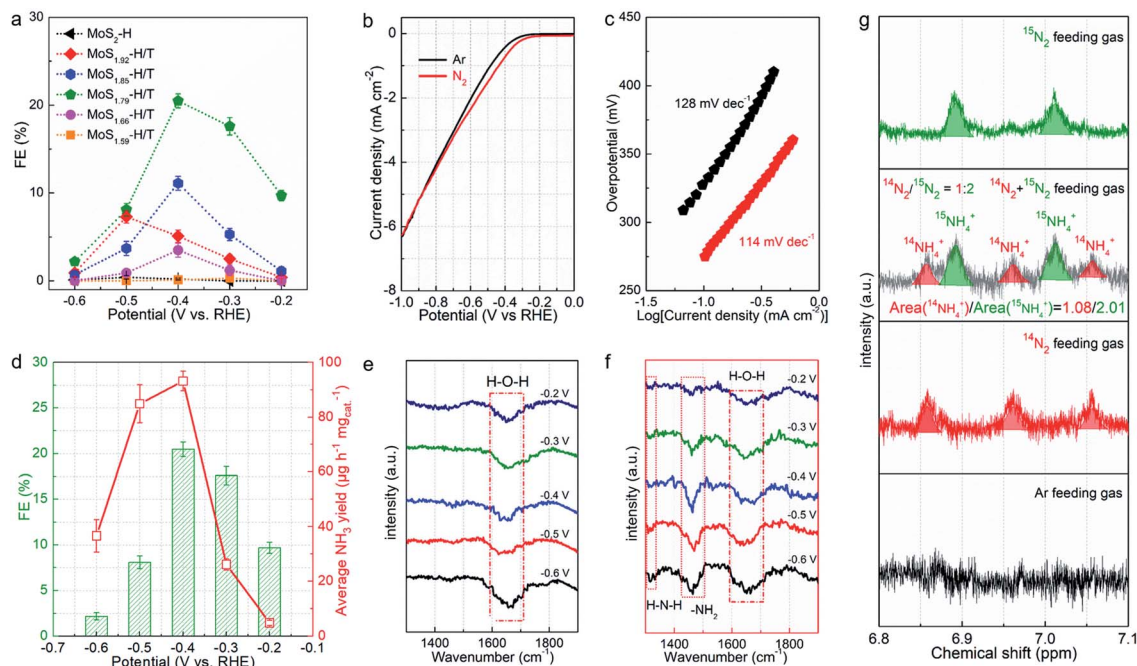 a
30
20
10
0
FE (%)
MoS2-H
MoS1.92-H/T
MoS1.85-H/T
MoS1.79-H/T
MoS1.66-H/T
MoS1.59-H/T
-0.6 -0.5 -0.4 -0.3 -0.2
Potential (V vs. RHE)
b
0
-2
-4
-6
-8
Current density (mA cm-2)
Ar
N2
-1.0 -0.8 -0.6 -0.4 -0.2 0.0
Potential (V vs RHE)
c
450
400
350
300
250
Overpotential (mV)
128 mV dec-1
114 mV dec-1
-1.5 -1.0 -0.5 0.0
Log[Current density (mA cm-2)]
d
30
25
20
15
10
5
0
FE (%)
100
80
60
40
20
0
Average NH3 yield (µg h-1 mgcat.-1)
-0.7 -0.6 -0.5 -0.4 -0.3 -0.2 -0.1
Potential (V vs. RHE)
e
intensity (a.u.)
H-O-H
-0.2 V
-0.3 V
-0.4 V
-0.5 V
-0.6 V
1400 1600 1800
Wavenumber (cm-1)
f
intensity (a.u.)
H-O-H
-0.2 V
-0.3 V
-0.4 V
-0.5 V
-0.6 V
H-N-H
-NH2
1400 1600 1800
Wavenumber (cm-1)
g
intensity (a.u.)
15N2 feeding gas
14N2/15N2 = 1:2
14N2+15N2 feeding gas
15NH4+ 15NH4+
14NH4+ 14NH4+ 14NH4+
Area(14NH4+)/Area(15NH4+)=1.08/2.01
14N2 feeding gas
Ar feeding gas
6.8 6.9 7.0 7.1
Chemical shift (ppm)